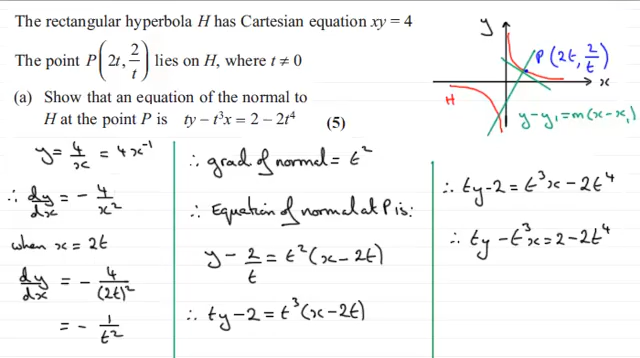 The rectangular hyperbola H has Cartesian equation xy = 4
The point P(2t, 2/t) lies on H, where t ≠ 0
(a) Show that an equation of the normal to
H at the point P is ty – t³x = 2 – 2t⁴ (5)
y
P(2t, 2/t)
x
H
y-y₁=m(x-x₁)
y = 4/x = 4x⁻¹
∴ dy/dx = - 4/x²
when x = 2t
dy/dx = - 4/(2t)²
= - 1/t²
∴ grad of normal = t²
∴ Equation of normal at P is:
y - 2/t = t²(x - 2t)
∴ ty - 2 = t³(x - 2t)
∴ ty - 2 = t³x - 2t⁴
∴ ty - t³x = 2 - 2t⁴